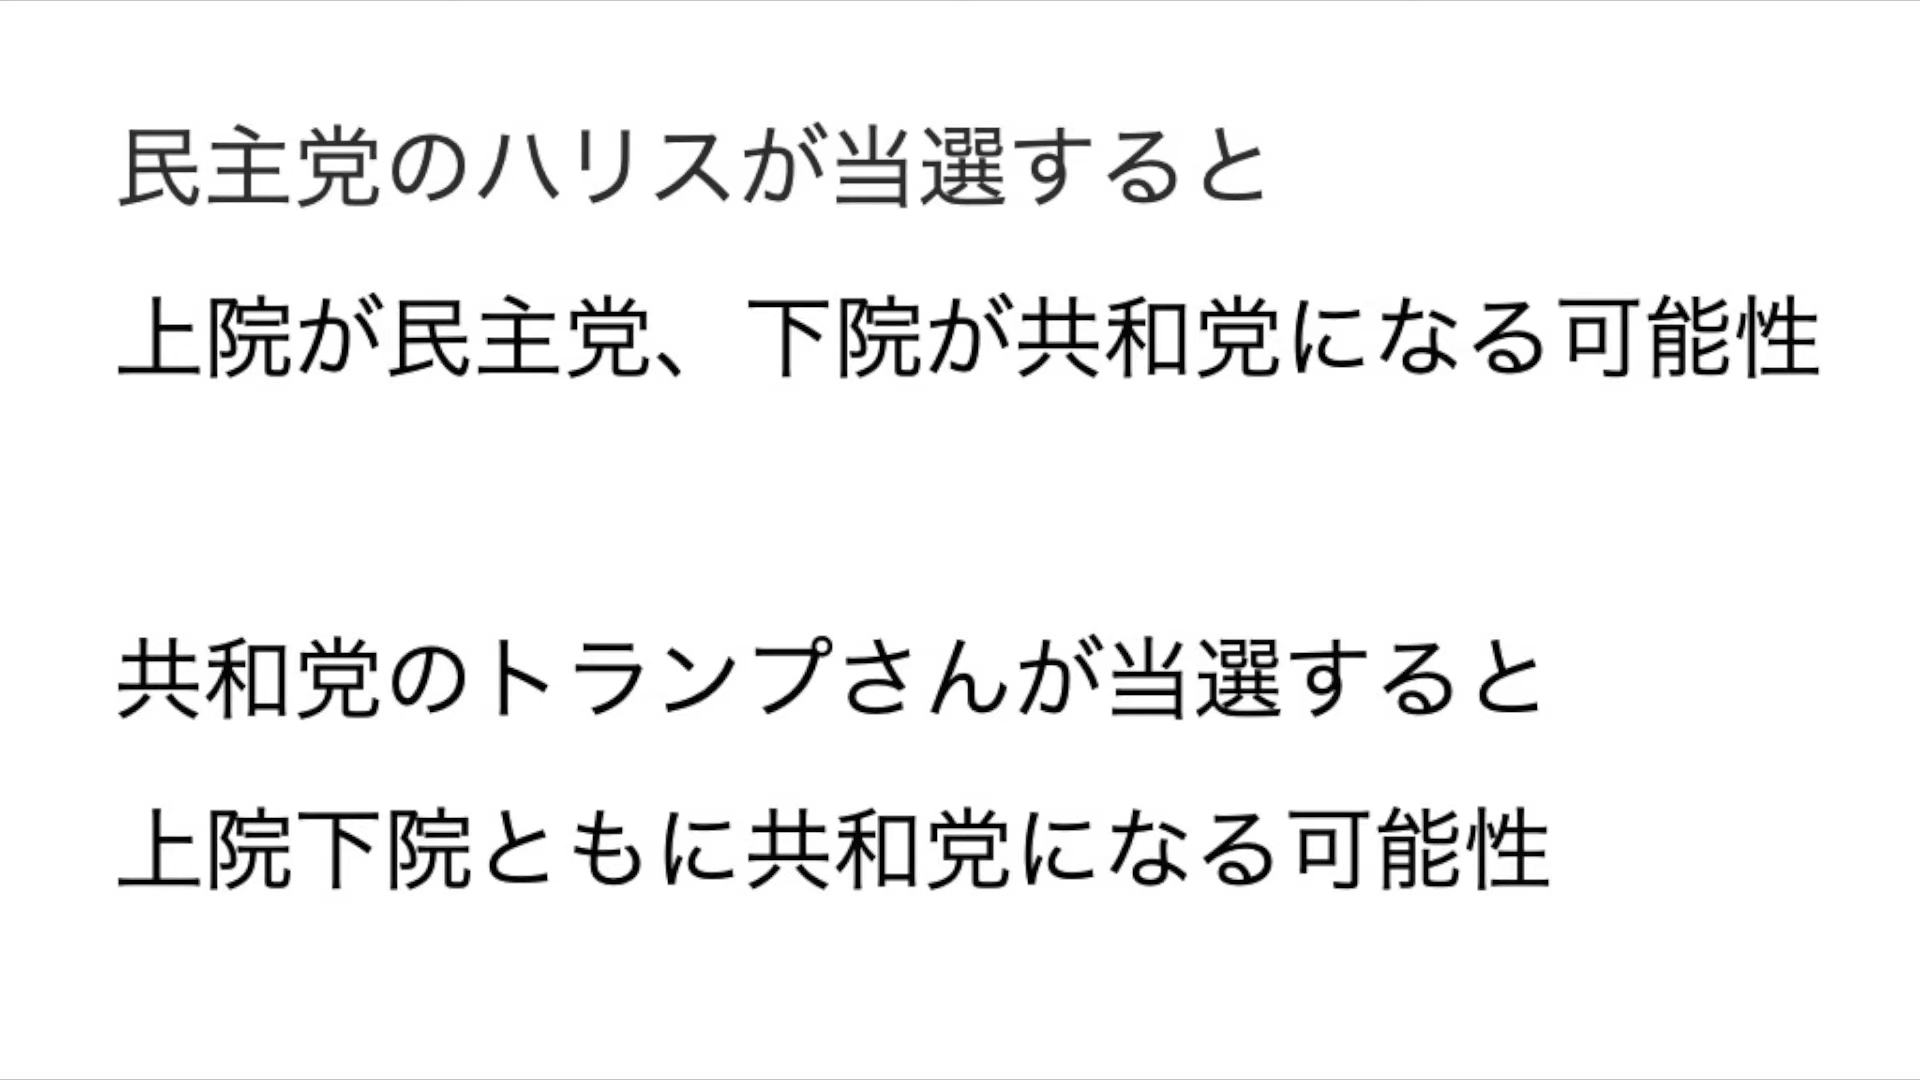 民主党のハリスが当選すると
上院が民主党、下院が共和党になる可能性
共和党のトランプさんが当選すると
上院下院ともに共和党になる可能性